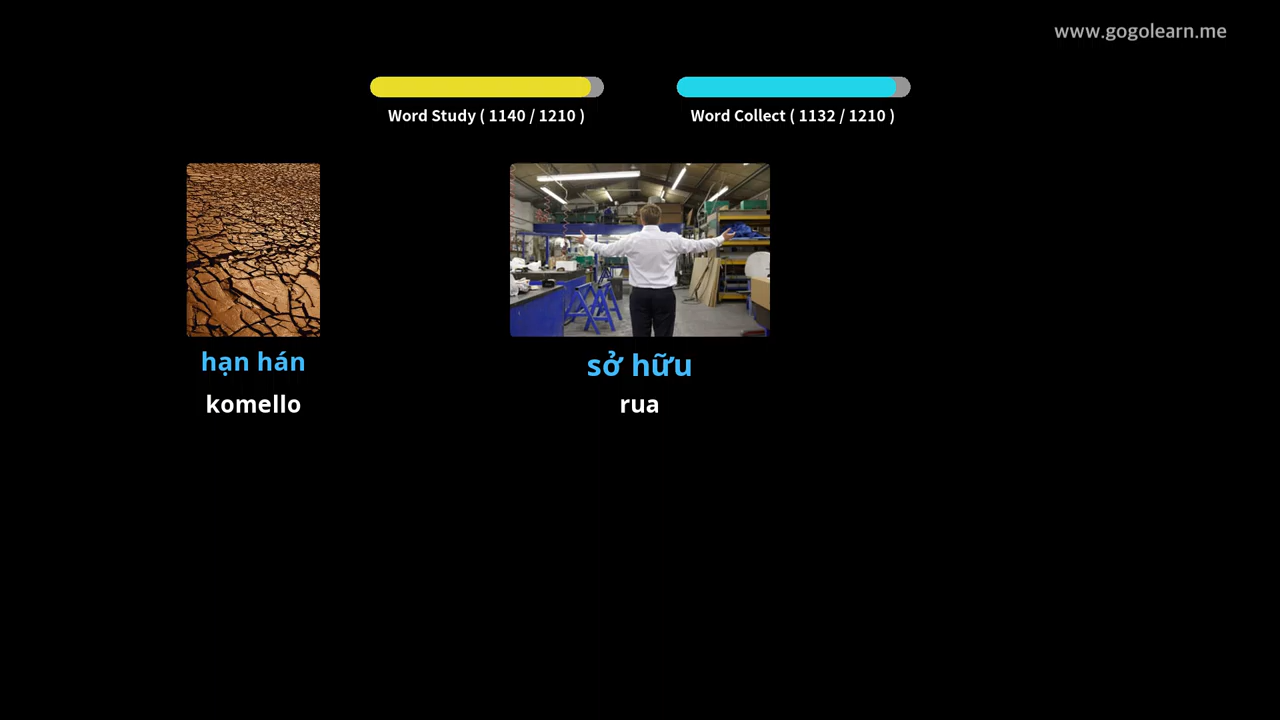 www.gogolearn.me
Word Study ( 1140 / 1210 )
Word Collect ( 1132 / 1210 )
hạn hán
komello
sở hữu
rua